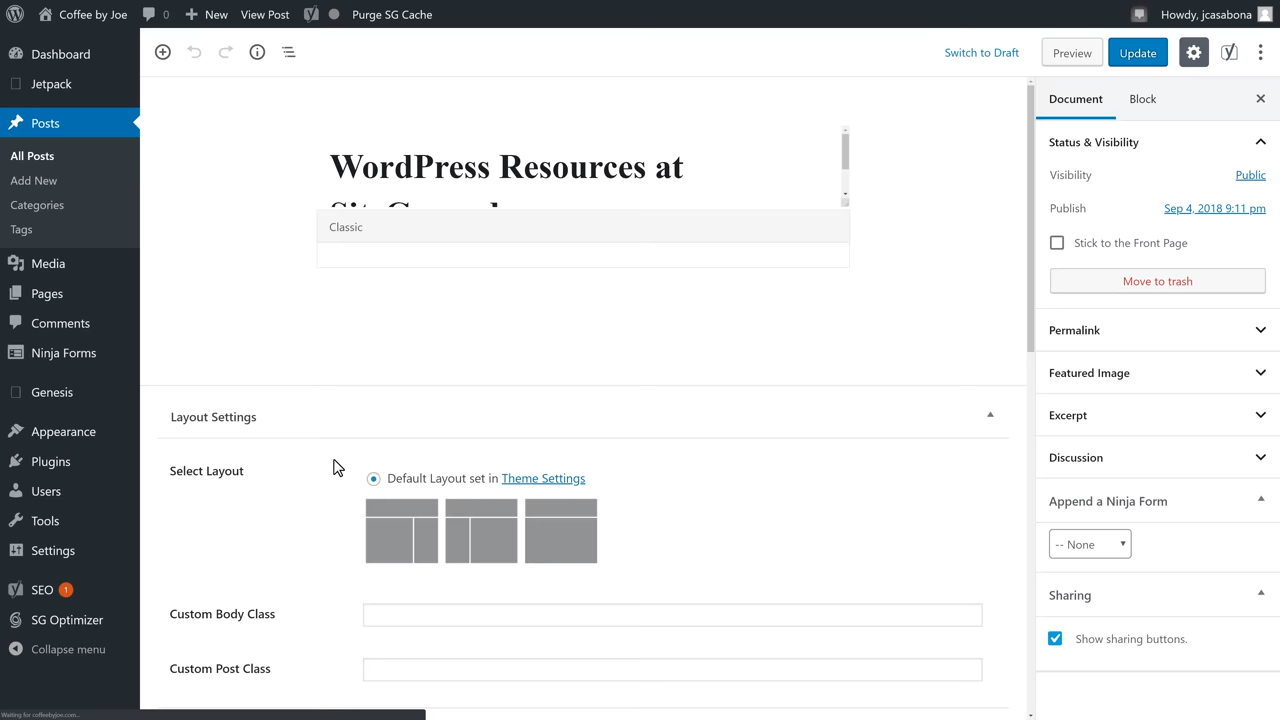 Coffee by Joe
0
New
View Post
Purge SG Cache
Howdy, jcasabona
Dashboard
Jetpack
Posts
All Posts
Add New
Categories
Tags
Media
Pages
Comments
Ninja Forms
Genesis
Appearance
Plugins
Users
Tools
Settings
SEO 1
SG Optimizer
Collapse menu
Switch to Draft
Preview
Update
WordPress Resources at
Classic
Layout Settings
Select Layout
Default Layout set in Theme Settings
Custom Body Class
Custom Post Class
Document
Block
Status & Visibility
Visibility
Public
Publish
Sep 4, 2018 9:11 pm
Stick to the Front Page
Move to trash
Permalink
Featured Image
Excerpt
Discussion
Append a Ninja Form
-- None
Sharing
Show sharing buttons.
Waiting for coffeebyjoe.com...